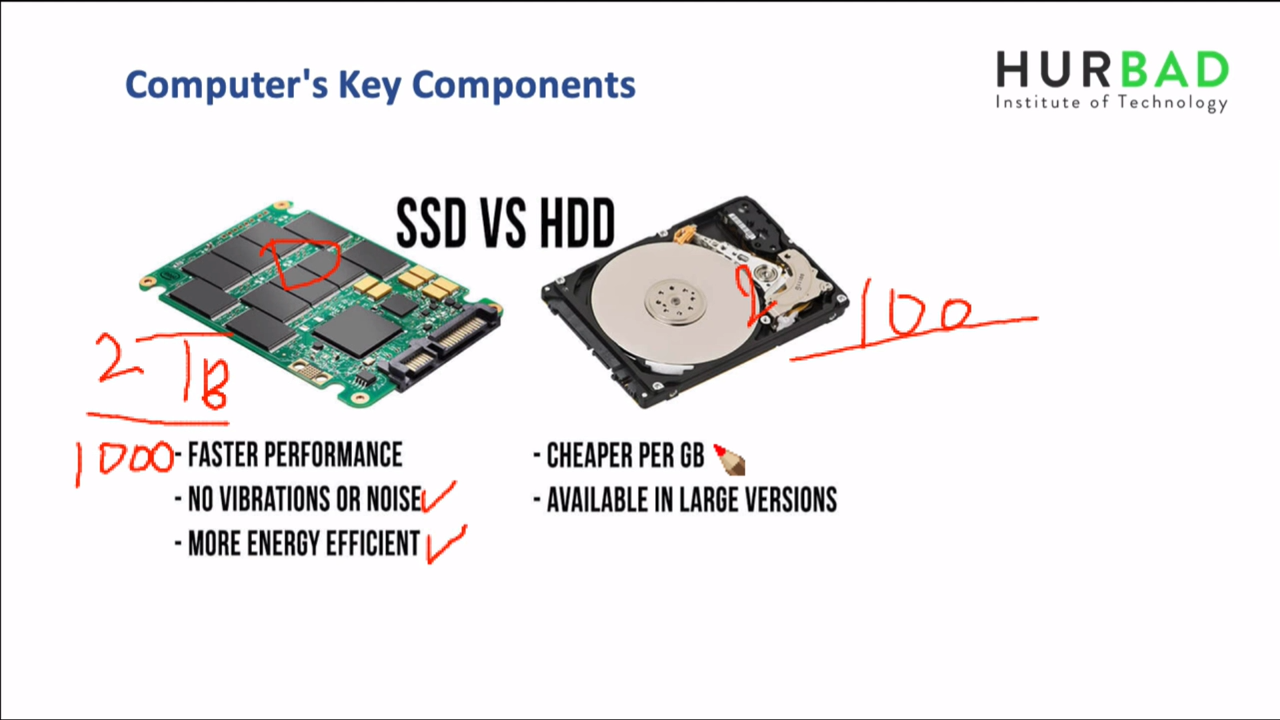 Computer's Key Components
HURBAD
Institute of Technology
SSD VS HDD
2 TB
1000
2
100
- FASTER PERFORMANCE
- NO VIBRATIONS OR NOISE
- MORE ENERGY EFFICIENT
- CHEAPER PER GB
- AVAILABLE IN LARGE VERSIONS